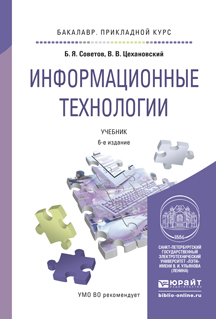 БАКАЛАВР. ПРИКЛАДНОЙ КУРС
Б. Я. Советов, В. В. Цехановский
ИНФОРМАЦИОННЫЕ
ТЕХНОЛОГИИ
УЧЕБНИК
6-е издание
САНКТ-ПЕТЕРБУРГСКИЙ
ГОСУДАРСТВЕННЫЙ
ЭЛЕКТРОТЕХНИЧЕСКИЙ
УНИВЕРСИТЕТ «ЛЭТИ»
ИМЕНИ В. И. УЛЬЯНОВА
(ЛЕНИНА)
УМО ВО рекомендует
юрайт
biblio-online.ru